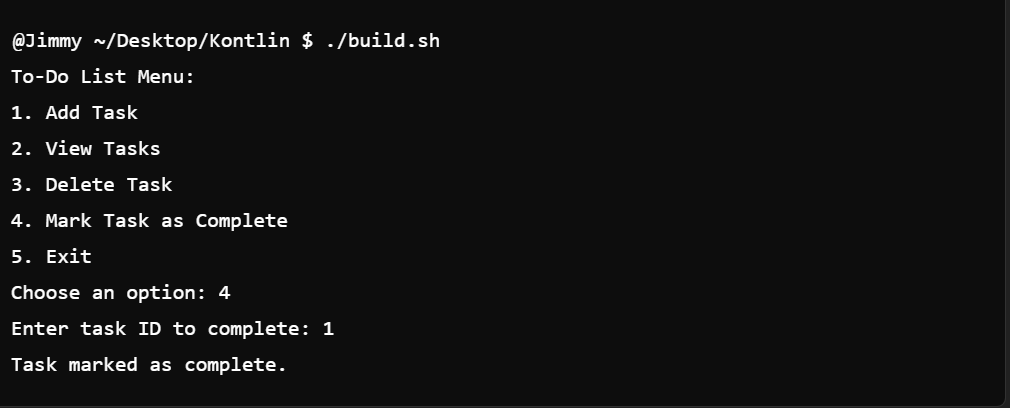 @Jimmy ~/Desktop/Kontlin $ ./build.sh
To-Do List Menu:
1. Add Task
2. View Tasks
3. Delete Task
4. Mark Task as Complete
5. Exit
Choose an option: 4
Enter task ID to complete: 1
Task marked as complete.